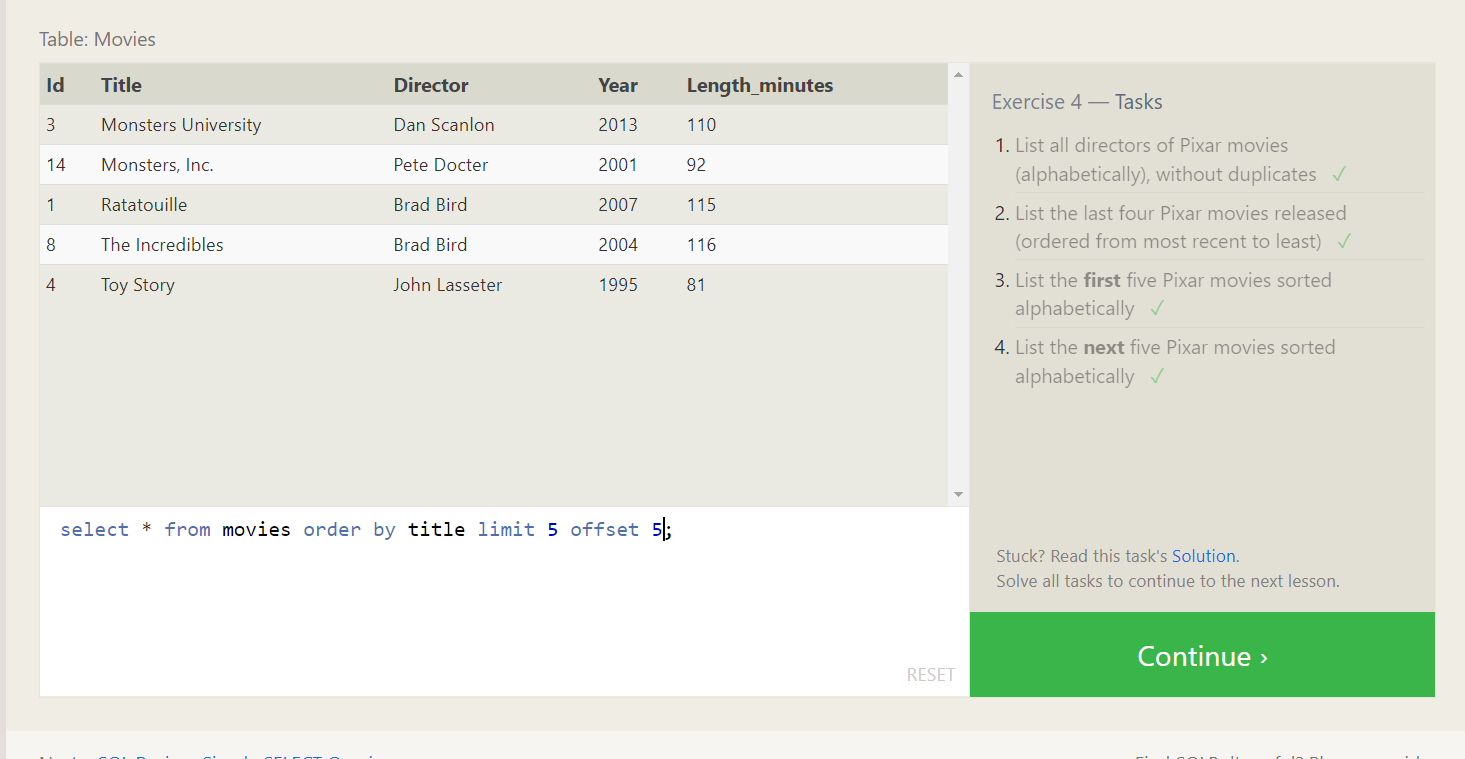 Table: Movies
Id Title Director Year Length_minutes
3 Monsters University Dan Scanlon 2013 110
14 Monsters, Inc. Pete Docter 2001 92
1 Ratatouille Brad Bird 2007 115
8 The Incredibles Brad Bird 2004 116
4 Toy Story John Lasseter 1995 81
select * from movies order by title limit 5 offset 5;
RESET
Exercise 4 — Tasks
1. List all directors of Pixar movies
(alphabetically), without duplicates ✓
2. List the last four Pixar movies released
(ordered from most recent to least) ✓
3. List the first five Pixar movies sorted
alphabetically ✓
4. List the next five Pixar movies sorted
alphabetically ✓
Stuck? Read this task's Solution.
Solve all tasks to continue to the next lesson.
Continue ›